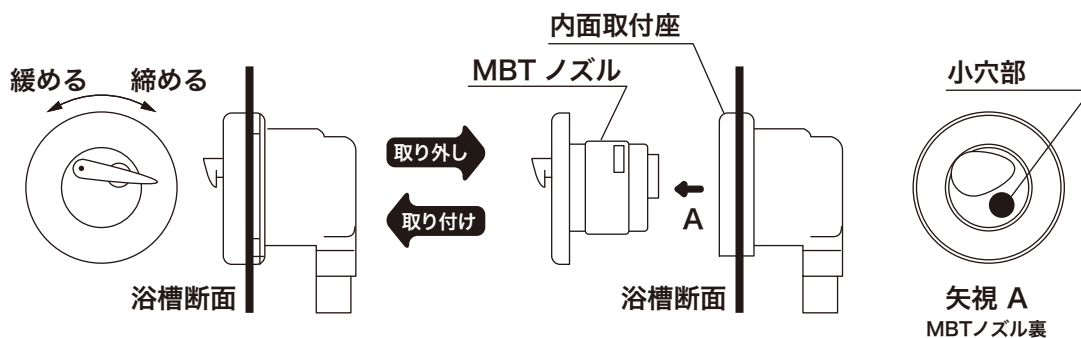 内面取付座
MBT ノズル
緩める 締める
小穴部
取り外し
取り付け
A
浴槽断面
浴槽断面
矢視 A
MBTノズル裏